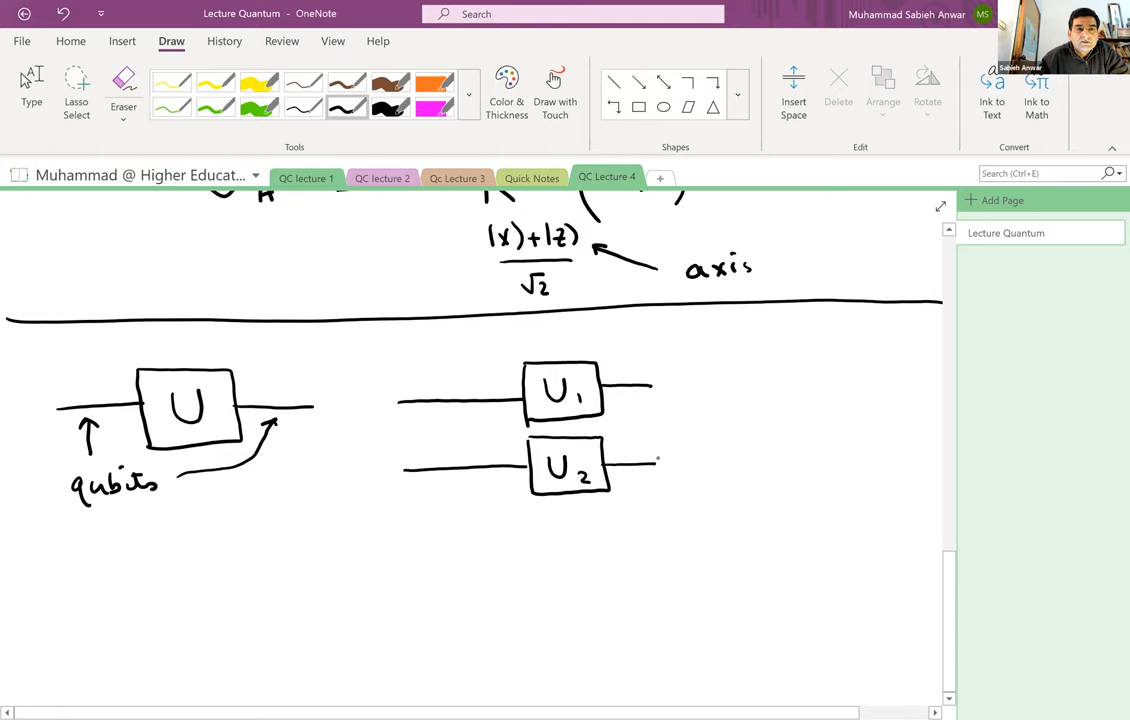 Lecture Quantum - OneNote
Search
Muhammad Sabieh Anwar
MS
Sabieh Anwar
File Home Insert Draw History Review View Help
Type
Lasso Select
Eraser
Color & Thickness
Draw with Touch
Insert Space
Delete
Arrange
Rotate
a
Ink to Text
Ink to Math
Tools
Shapes
Edit
Convert
Muhammad @ Higher Educat...
QC lecture 1
QC lecture 2
Qc Lecture 3
Quick Notes
QC Lecture 4
Search (Ctrl+E)
Add Page
Lecture Quantum
|x⟩+|z⟩
√2
axis
U
U₁
U₂
qubits